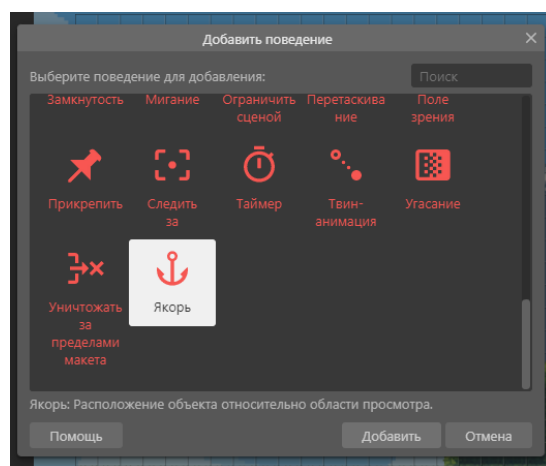 Добавить поведение
Выберите поведение для добавления:
Поиск
Замкнутость Мигание Ограничить Перетаскива Поле
сценой ние зрения
Прикрепить Следить Таймер Твин- Угасание
за анимация
Уничтожать Якорь
за
пределами
макета
Якорь: Расположение объекта относительно области просмотра.
Помощь Добавить Отмена